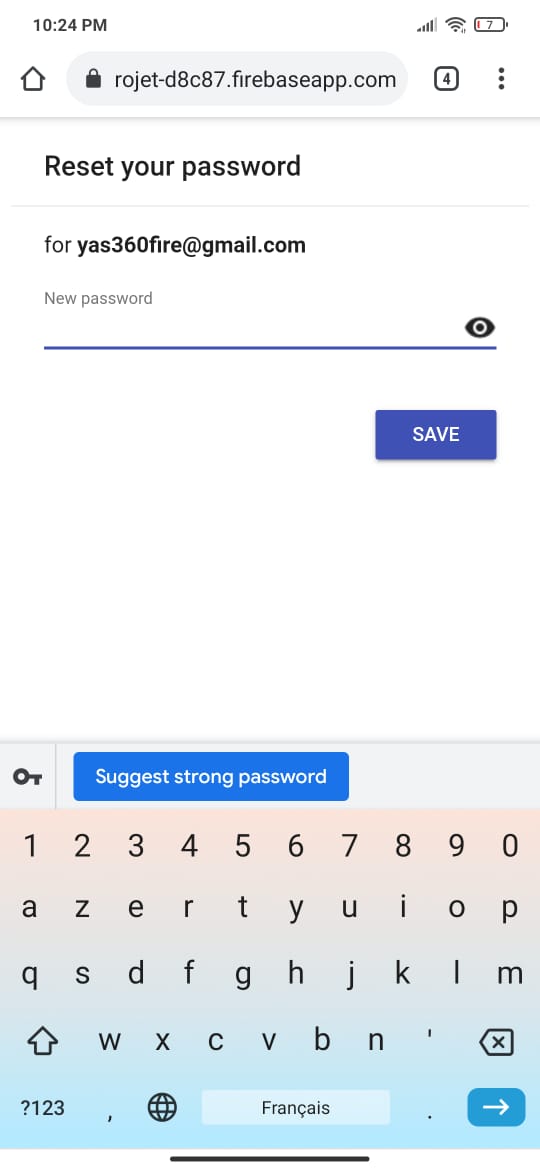 10:24 PM 7
rojet-d8c87.firebaseapp.com 4
Reset your password
for yas360fire@gmail.com
New password
SAVE
Suggest strong password
1 2 3 4 5 6 7 8 9 0
a z e r t y u i o p
q s d f g h j k l m
w x c v b n '
?123 , Français .